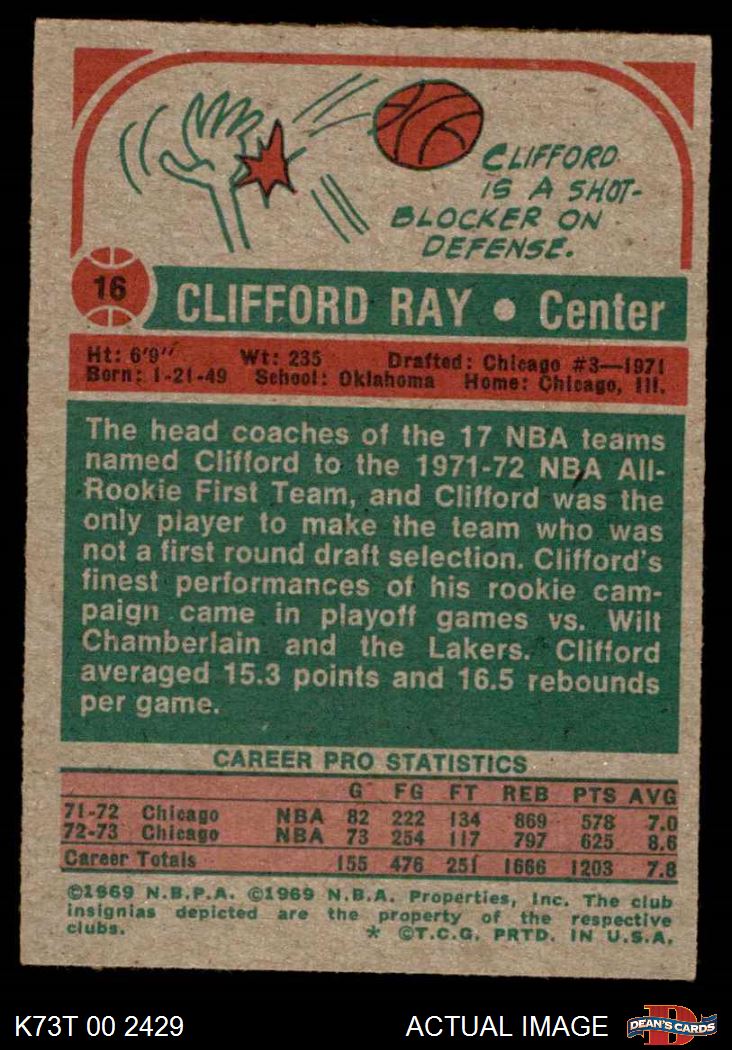 CLIFFORD
IS A SHOT-
BLOCKER ON
DEFENSE.
16
CLIFFORD RAY • Center
Ht: 6'9" Wt: 235 Drafted: Chicago #3—1971
Born: 1-21-49 School: Oklahoma Home: Chicago, Ill.
The head coaches of the 17 NBA teams
named Clifford to the 1971-72 NBA All-
Rookie First Team, and Clifford was the
only player to make the team who was
not a first round draft selection. Clifford's
finest performances of his rookie cam-
paign came in playoff games vs. Wilt
Chamberlain and the Lakers. Clifford
averaged 15.3 points and 16.5 rebounds
per game.
CAREER PRO STATISTICS
G FG FT REB PTS AVG
71-72 Chicago NBA 82 222 134 869 578 7.0
72-73 Chicago NBA 73 254 117 797 625 8.6
Career Totals 155 476 251 1666 1203 7.8
©1969 N.B.P.A. ©1969 N.B.A. Properties, Inc. The club
insignias depicted are the property of the respective
clubs. * ©T.C.G. PRTD. IN U.S.A.
K73T 00 2429 ACTUAL IMAGE DEAN'S CARDS